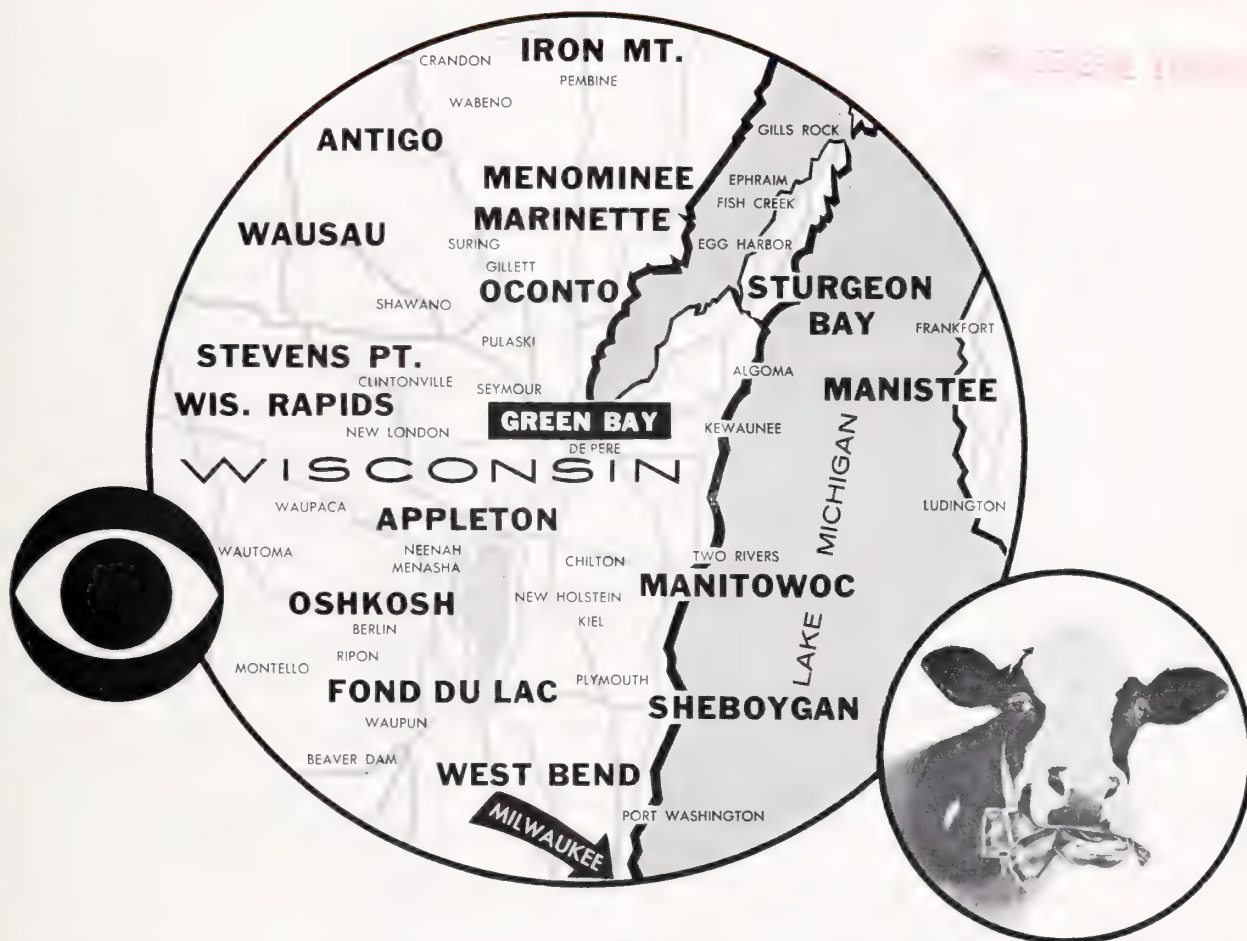 IRON MT.
CRANDON
PEMBINE
WABENO
GILLS ROCK
ANTIGO
MENOMINEE
EPHRAIM
FISH CREEK
MARINETTE
WAUSAU
SURING
EGG HARBOR
GILLETT
OCONTO
STURGEON
BAY
SHAWANO
FRANKFORT
PULASKI
STEVENS PT.
CLINTONVILLE
ALGOMA
SEYMOUR
MANISTEE
WIS. RAPIDS
GREEN BAY
KEWAUNEE
NEW LONDON
DE PERE
WISCONSIN
LAKE MICHIGAN
WAUPACA
LUDINGTON
APPLETON
WAUTOMA
NEENAH
MENASHA
CHILTON
TWO RIVERS
MANITOWOC
OSHKOSH
NEW HOLSTEIN
BERLIN
KIEL
RIPON
MONTELLO
PLYMOUTH
FOND DU LAC
SHEBOYGAN
WAUPUN
BEAVER DAM
WEST BEND
MILWAUKEE
PORT WASHINGTON